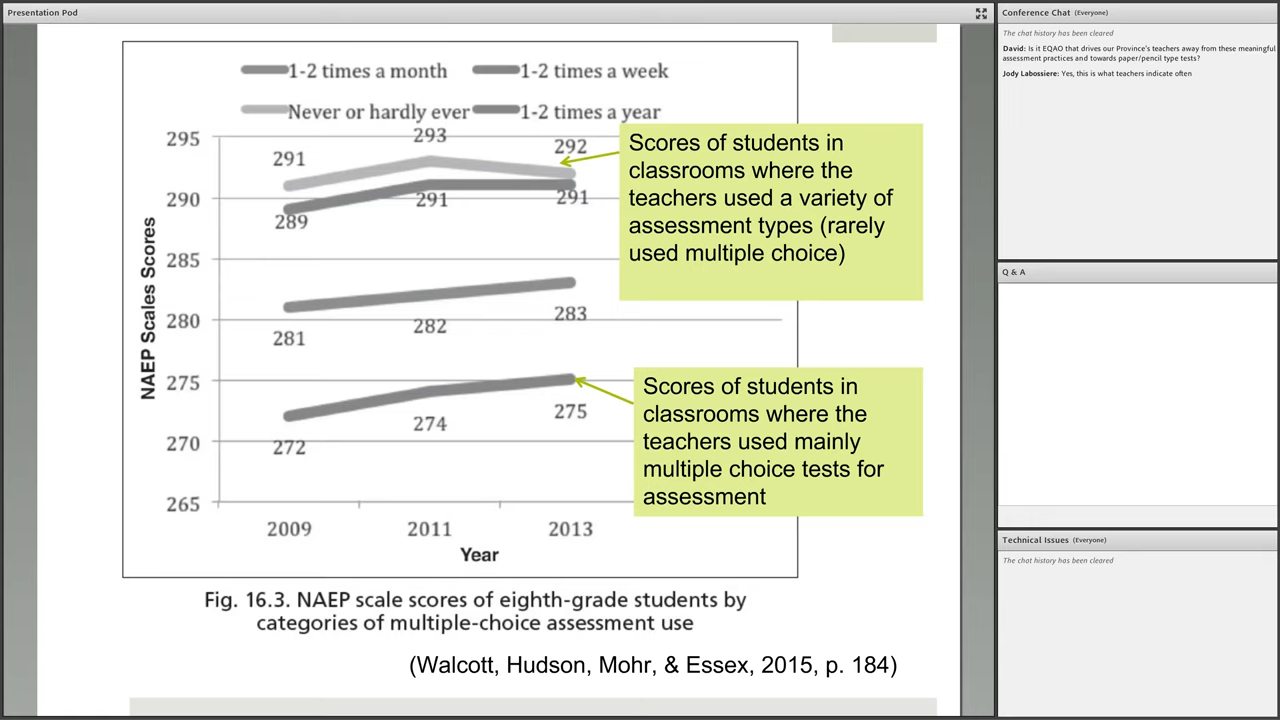 Presentation Pod
1-2 times a month
1-2 times a week
Never or hardly ever
1-2 times a year
295
290
285
280
275
270
265
NAEP Scales Scores
291
293
292
289
291
291
281
282
283
272
274
275
2009
2011
2013
Year
Scores of students in
classrooms where the
teachers used a variety of
assessment types (rarely
used multiple choice)
Scores of students in
classrooms where the
teachers used mainly
multiple choice tests for
assessment
Fig. 16.3. NAEP scale scores of eighth-grade students by
categories of multiple-choice assessment use
(Walcott, Hudson, Mohr, & Essex, 2015, p. 184)
Conference Chat (Everyone)
The chat history has been cleared
David: Is it EQAO that drives our Province's teachers away from these meaningful
assessment practices and towards paper/pencil type tests?
Jody Labossiere: Yes, this is what teachers indicate often
Q & A
Technical Issues (Everyone)
The chat history has been cleared